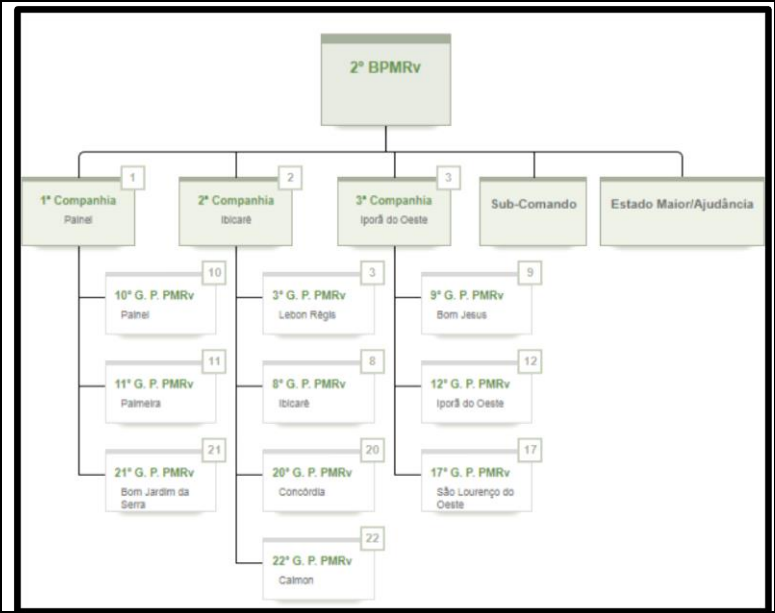 2º BPMRv
1
1ª Companhia
Painel
2
2ª Companhia
Ibicaré
3
3ª Companhia
Iporã do Oeste
Sub-Comando
Estado Maior/Ajudância
10
10º G. P. PMRv
Painel
11
11º G. P. PMRv
Palmeira
21
21º G. P. PMRv
Bom Jardim da
Serra
3
3º G. P. PMRv
Lebon Régis
8
8º G. P. PMRv
Ibicaré
20
20º G. P. PMRv
Concórdia
22
22º G. P. PMRv
Calmon
9
9º G. P. PMRv
Bom Jesus
12
12º G. P. PMRv
Iporã do Oeste
17
17º G. P. PMRv
São Lourenço do
Oeste